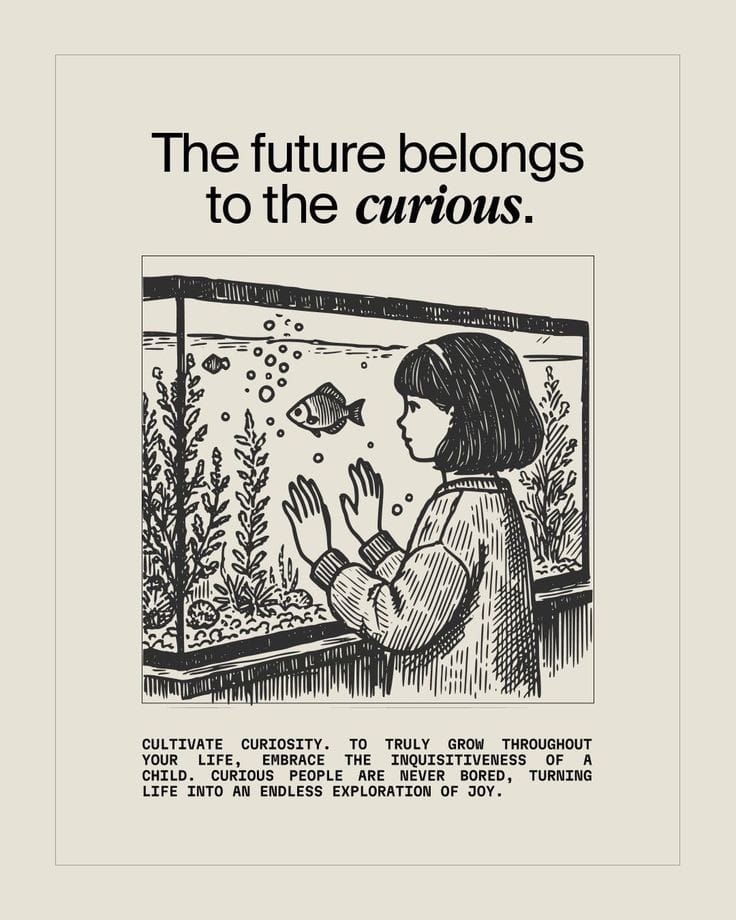 The future belongs
to the curious.
CULTIVATE CURIOSITY. TO TRULY GROW THROUGHOUT
YOUR LIFE, EMBRACE THE INQUISITIVENESS OF A
CHILD. CURIOUS PEOPLE ARE NEVER BORED, TURNING
LIFE INTO AN ENDLESS EXPLORATION OF JOY.